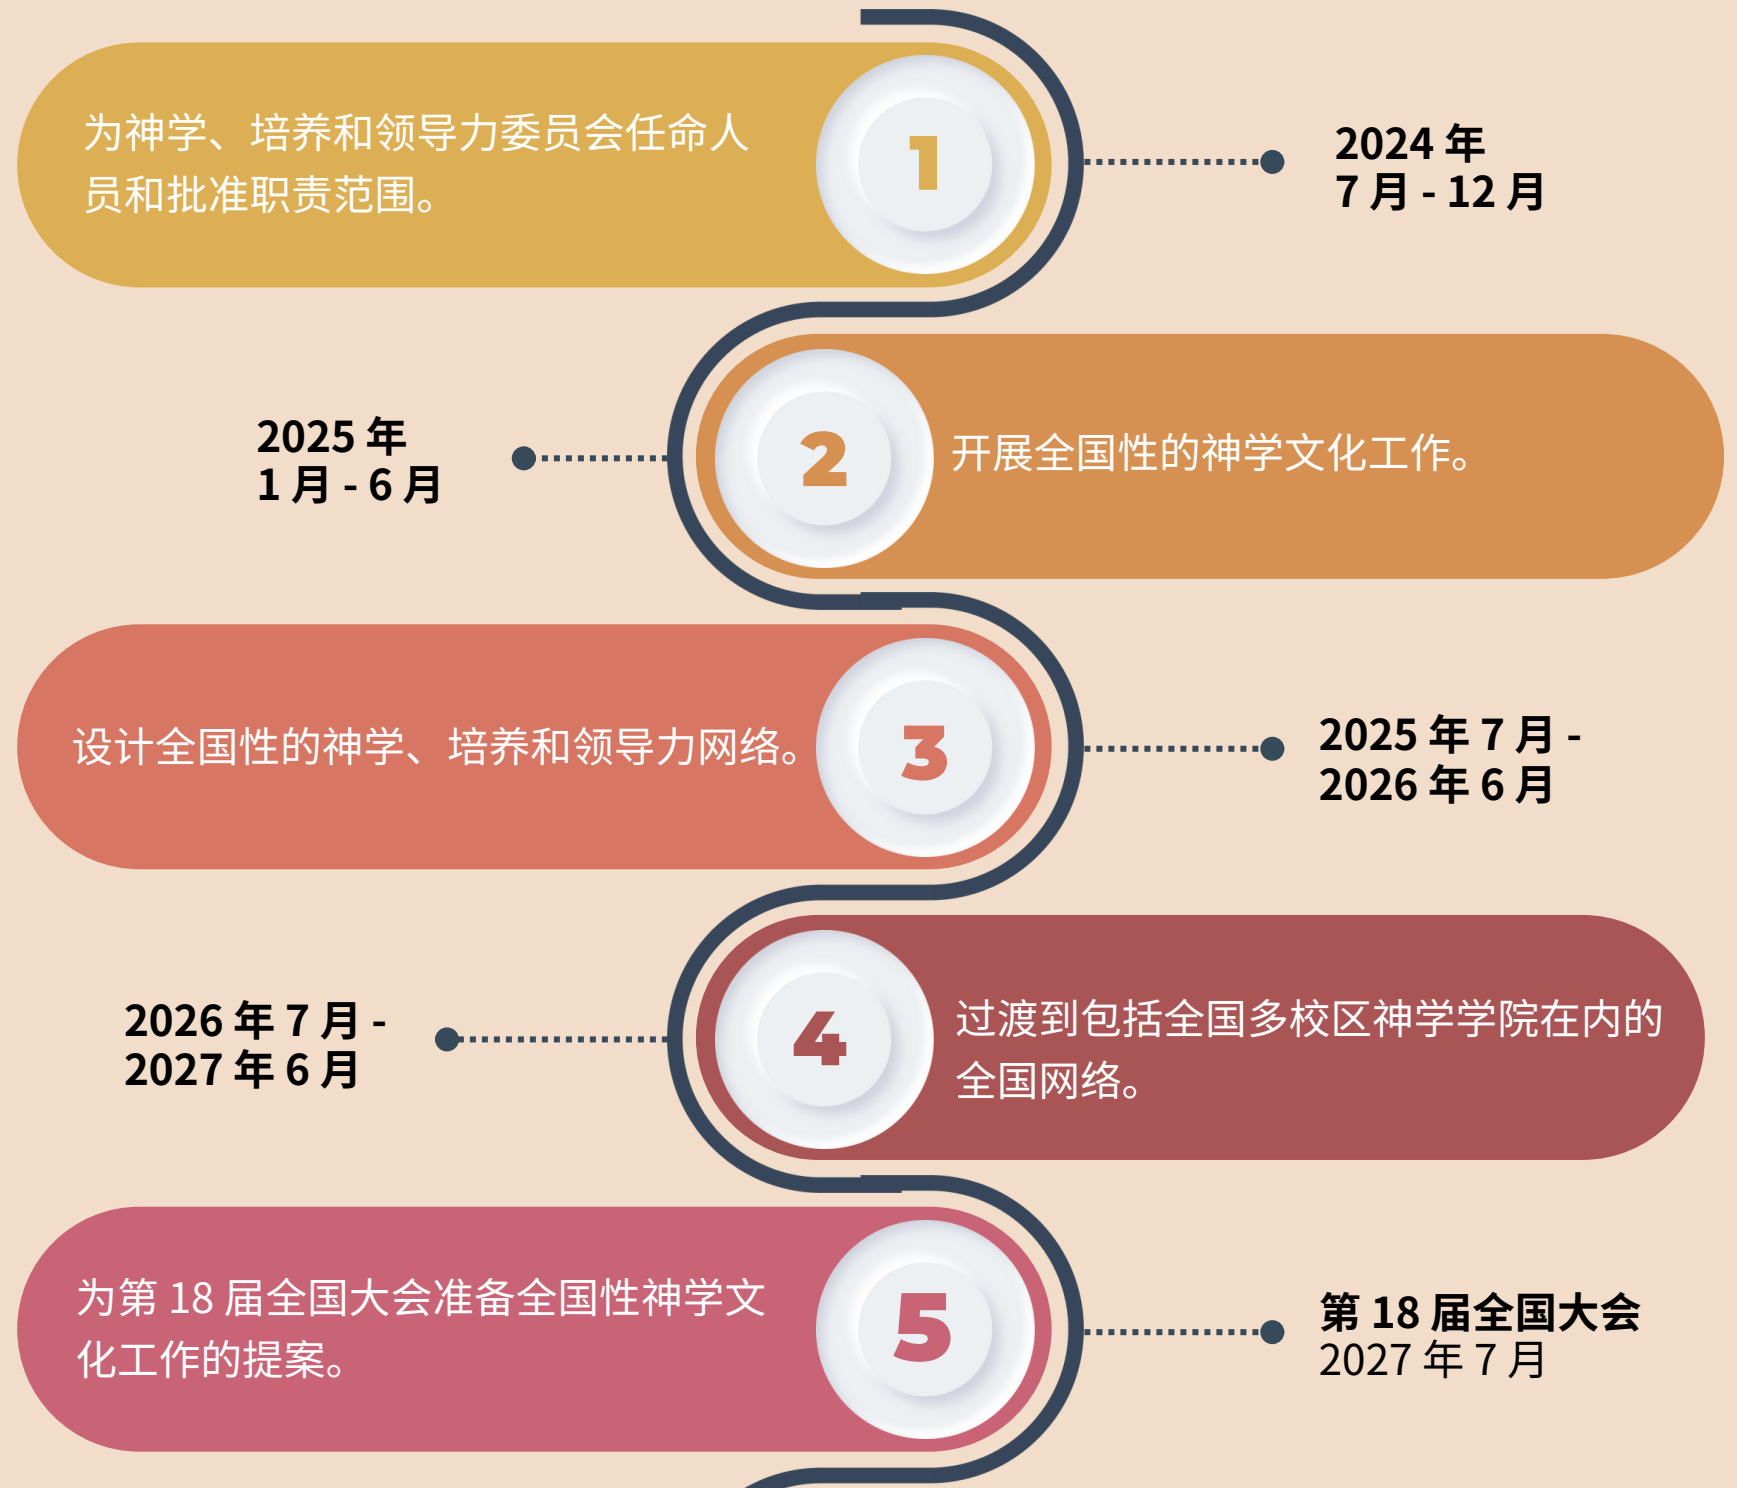 为神学、培养和领导力委员会任命人
员和批准职责范围。
1
2024 年
7 月 - 12 月
2025 年
1 月 - 6 月
2
开展全国性的神学文化工作。
设计全国性的神学、培养和领导力网络。
3
2025 年 7 月 -
2026 年 6 月
2026 年 7 月 -
2027 年 6 月
4
过渡到包括全国多校区神学学院在内的
全国网络。
为第 18 届全国大会准备全国性神学文
化工作的提案。
5
第 18 届全国大会
2027 年 7 月